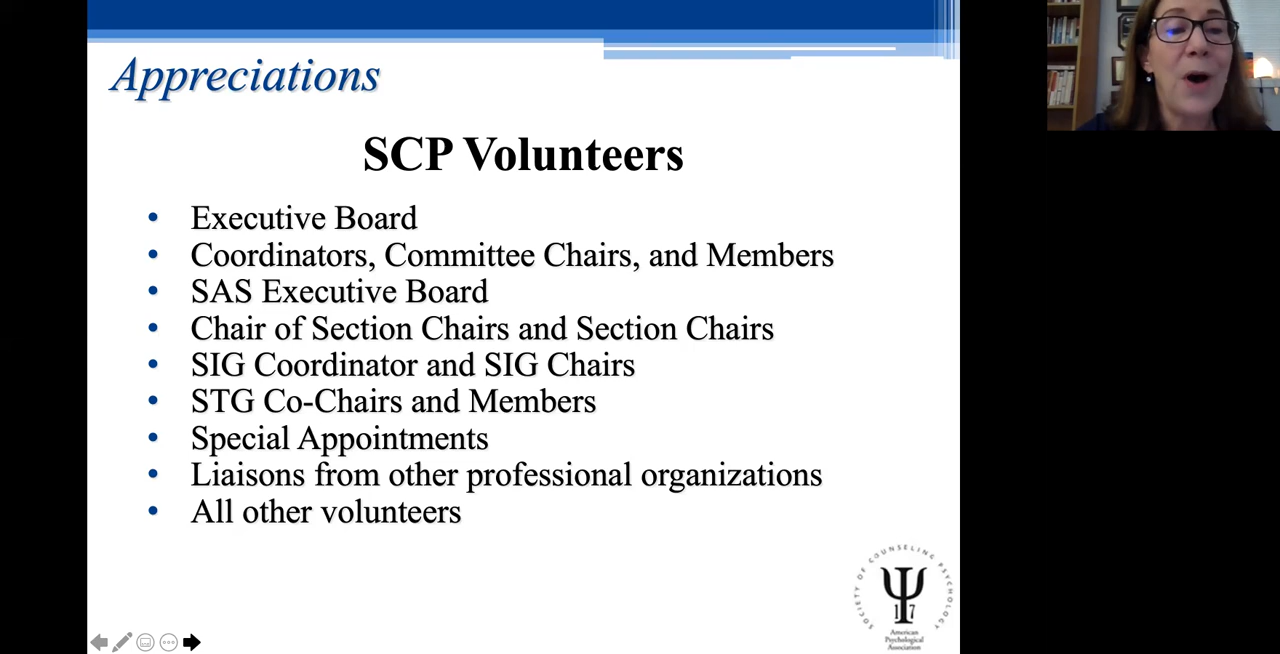 Appreciations
SCP Volunteers
• Executive Board
• Coordinators, Committee Chairs, and Members
• SAS Executive Board
• Chair of Section Chairs and Section Chairs
• SIG Coordinator and SIG Chairs
• STG Co-Chairs and Members
• Special Appointments
• Liaisons from other professional organizations
• All other volunteers
SOCIETY OF COUNSELING PSYCHOLOGY
17
American
Psychological
Association